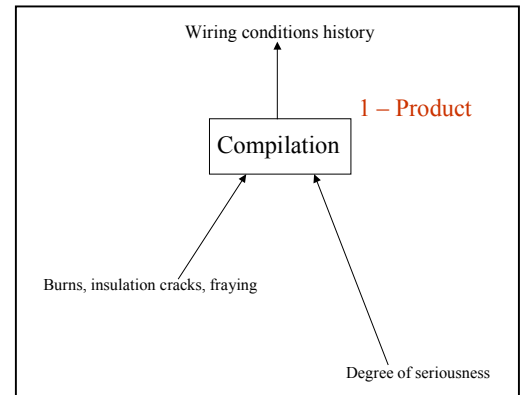 Wiring conditions history
1 – Product
Compilation
Burns, insulation cracks, fraying
Degree of seriousness